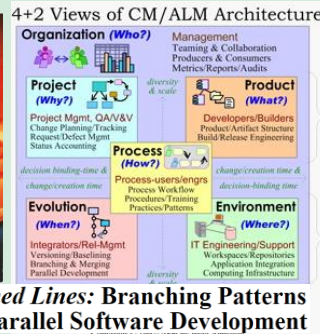 4+2 Views of CM/ALM Architecture
Organization (Who?)
Management
Teaming & Collaboration
Producers & Consumers
Metrics/Reports/Audits
Project
(Why?)
Project Mgmt, QA/V&V
Change Planning/Tracking
Request/Defect Mgmt
Status Accounting
diversity
& scale
Product
(What?)
Developers/Builders
Product/Artifact Structure
Build/Release Engineering
Process
(How?)
Process-users/engrs
Process Workflow
Procedures/Training
Practices/Patterns
decision binding-time &
change/creation time
change/creation time &
decision-binding time
Evolution
(When?)
Integrators/Rel-Mgmt
Versioning/Baselining
Branching & Merging
Parallel Development
Environment
(Where?)
IT Engineering/Support
Workspaces/Repositories
Application Integration
Computing Infrastructure
diversity
& scale
ned Lines: Branching Patterns
arallel Software Development